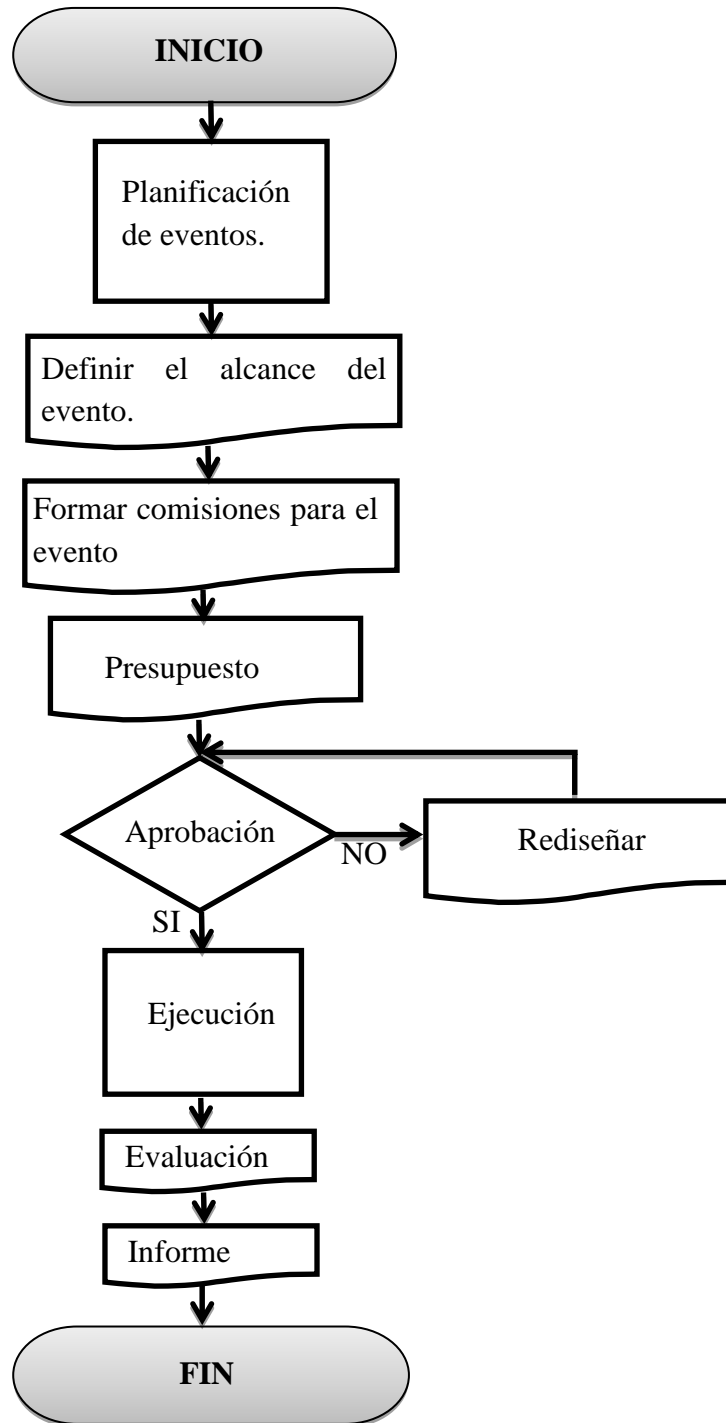 INICIO
Planificación
de eventos.
Definir el alcance del
evento.
Formar comisiones para el
evento
Presupuesto
Aprobación
NO
Rediseñar
SI
Ejecución
Evaluación
Informe
FIN